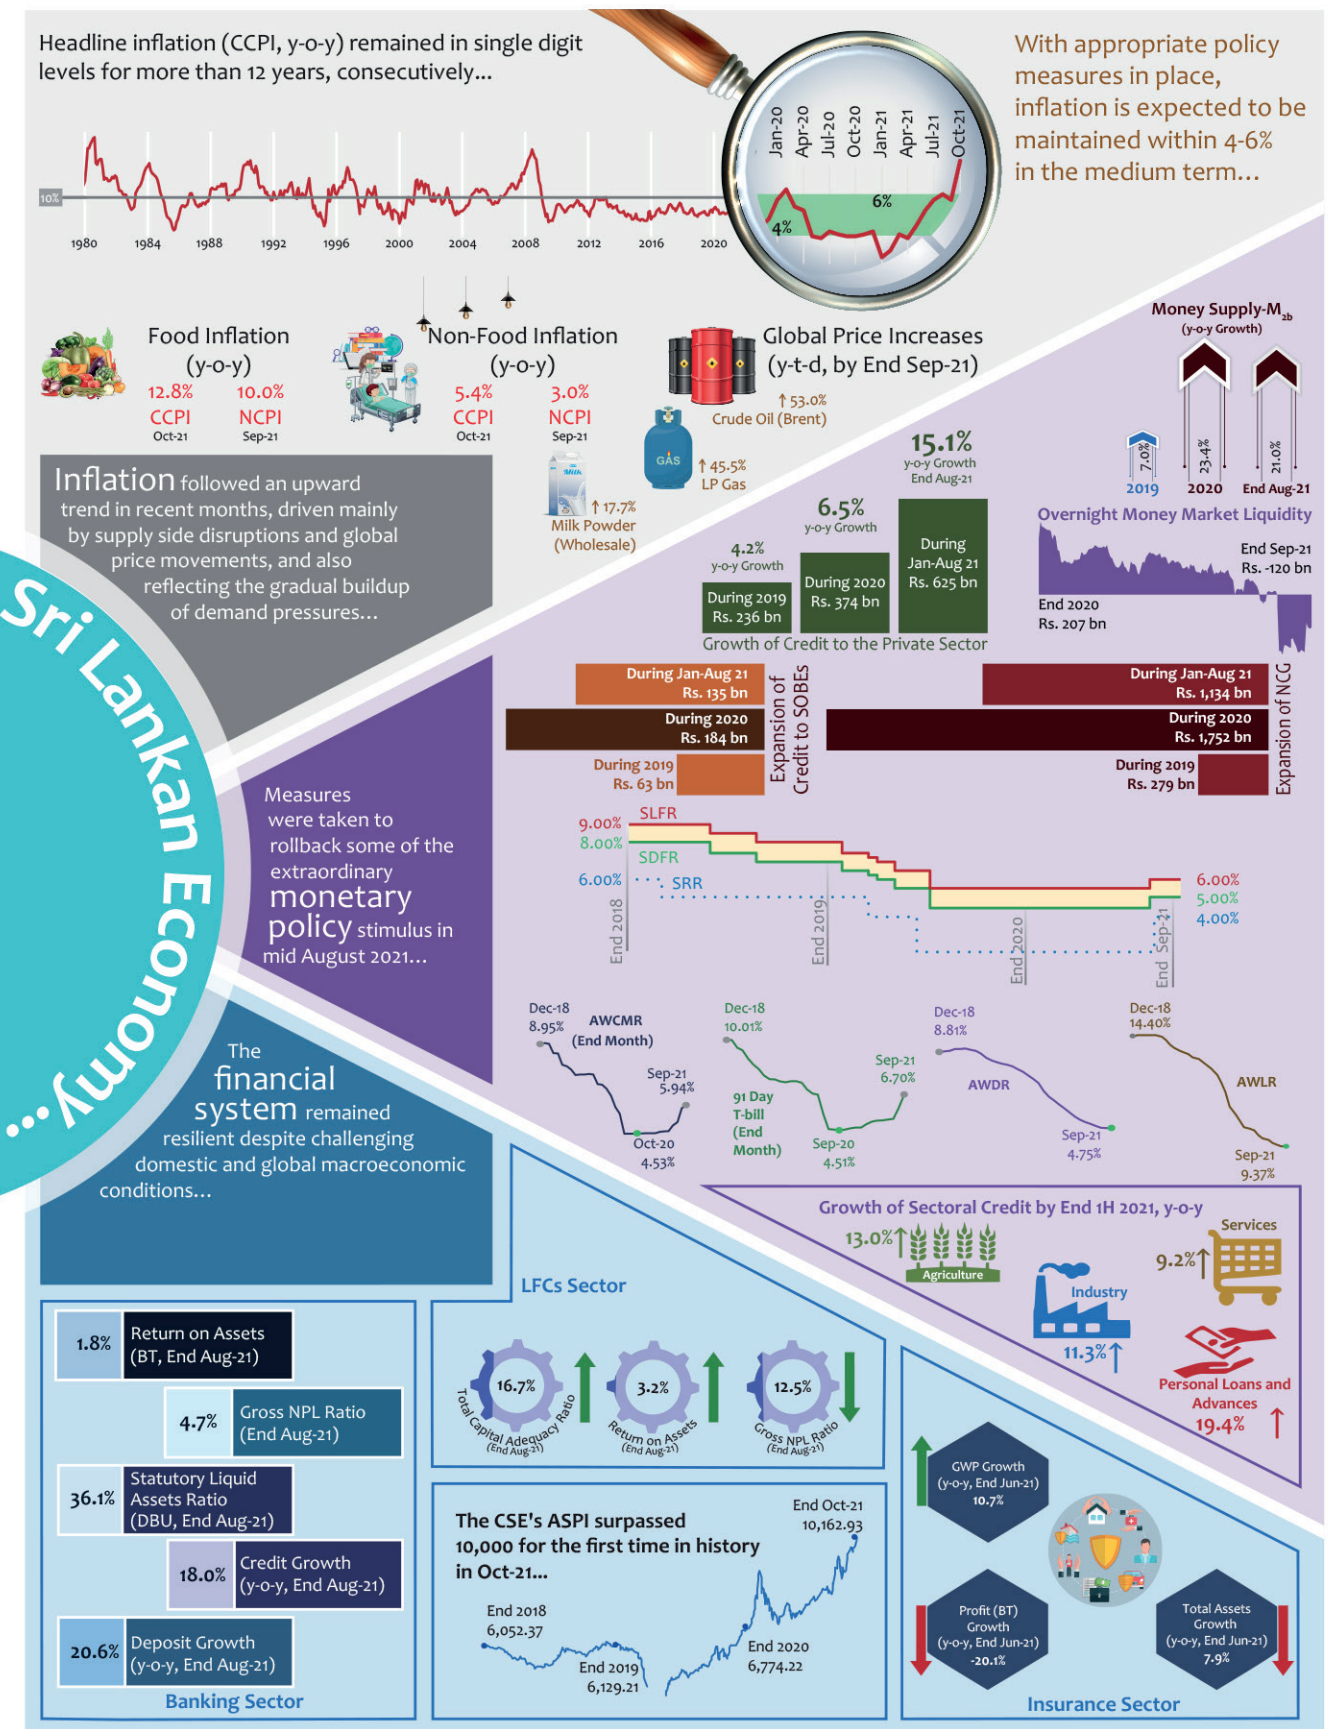 Headline inflation (CCPI, y-o-y) remained in single digit
levels for more than 12 years, consecutively...
With appropriate policy
measures in place,
inflation is expected to be
maintained within 4-6%
in the medium term...
Jan-20
Apr-20
Jul-20
Oct-20
Jan-21
Apr-21
Jul-21
Oct-21
6%
4%
10%
1980
1984
1988
1992
1996
2000
2004
2008
2012
2016
2020
Food Inflation
(y-o-y)
12.8%
CCPI
Oct-21
10.0%
NCPI
Sep-21
Non-Food Inflation
(y-o-y)
5.4%
CCPI
Oct-21
3.0%
NCPI
Sep-21
Global Price Increases
(y-t-d, by End Sep-21)
↑ 53.0%
Crude Oil (Brent)
GAS
↑ 45.5%
LP Gas
Milk
↑ 17.7%
Milk Powder
(Wholesale)
Inflation followed an upward
trend in recent months, driven mainly
by supply side disruptions and global
price movements, and also
reflecting the gradual buildup
of demand pressures...
Sri Lankan Economy...
Money Supply-M2b
(y-o-y Growth)
7.0%
2019
23.4%
2020
21.0%
End Aug-21
Overnight Money Market Liquidity
End Sep-21
Rs. -120 bn
End 2020
Rs. 207 bn
4.2%
y-o-y Growth
During 2019
Rs. 236 bn
6.5%
y-o-y Growth
During 2020
Rs. 374 bn
15.1%
y-o-y Growth
End Aug-21
During
Jan-Aug 21
Rs. 625 bn
Growth of Credit to the Private Sector
During Jan-Aug 21
Rs. 135 bn
During 2020
Rs. 184 bn
During 2019
Rs. 63 bn
Expansion of
Credit to SOBEs
During Jan-Aug 21
Rs. 1,134 bn
During 2020
Rs. 1,752 bn
During 2019
Rs. 279 bn
Expansion of NCG
Measures
were taken to
rollback some of the
extraordinary
monetary
policy stimulus in
mid August 2021...
SLFR
9.00%
8.00%
SDFR
6.00%
SRR
6.00%
5.00%
4.00%
End 2018
End 2019
End 2020
End Sep-21
Dec-18
8.95%
AWCMR
(End Month)
Sep-21
5.94%
Oct-20
4.53%
Dec-18
10.01%
91 Day
T-bill
(End
Month)
Sep-21
6.70%
Sep-20
4.51%
Dec-18
8.81%
AWDR
Sep-21
4.75%
Dec-18
14.40%
AWLR
Sep-21
9.37%
The
financial
system remained
resilient despite challenging
domestic and global macroeconomic
conditions...
Growth of Sectoral Credit by End 1H 2021, y-o-y
13.0%↑
Agriculture
Services
9.2%↑
Industry
11.3%↑
Personal Loans and
Advances
19.4% ↑
1.8%
Return on Assets
(BT, End Aug-21)
4.7%
Gross NPL Ratio
(End Aug-21)
36.1%
Statutory Liquid
Assets Ratio
(DBU, End Aug-21)
18.0%
Credit Growth
(y-o-y, End Aug-21)
20.6%
Deposit Growth
(y-o-y, End Aug-21)
Banking Sector
LFCs Sector
16.7%
Total Capital Adequacy Ratio
(End Aug-21)
3.2%
Return on Assets
(End Aug-21)
12.5%
Gross NPL Ratio
(End Aug-21)
The CSE's ASPI surpassed
10,000 for the first time in history
in Oct-21...
End Oct-21
10,162.93
End 2018
6,052.37
End 2019
6,129.21
End 2020
6,774.22
GWP Growth
(y-o-y, End Jun-21)
10.7%
Profit (BT)
Growth
(y-o-y, End Jun-21)
-20.1%
Total Assets
Growth
(y-o-y, End Jun-21)
7.9%
Insurance Sector